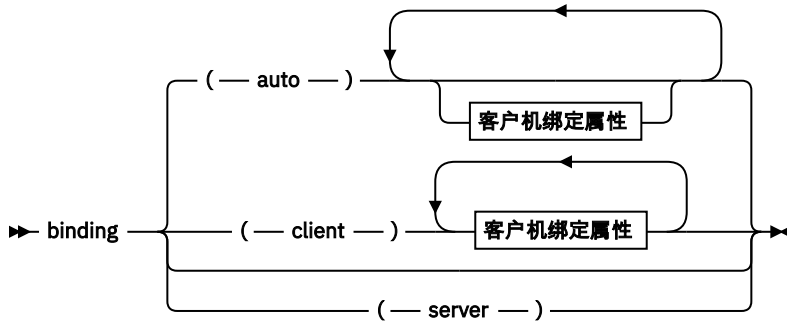 ( auto )
客户机绑定属性
binding ( client ) 客户机绑定属性
( server )